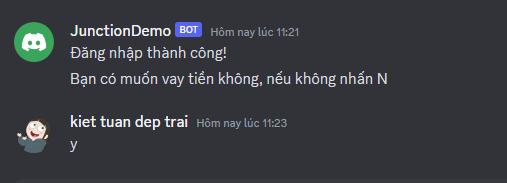 JunctionDemo BOT Hôm nay lúc 11:21
Đăng nhập thành công!
Bạn có muốn vay tiền không, nếu không nhấn N
kiet tuan dep trai Hôm nay lúc 11:23
y